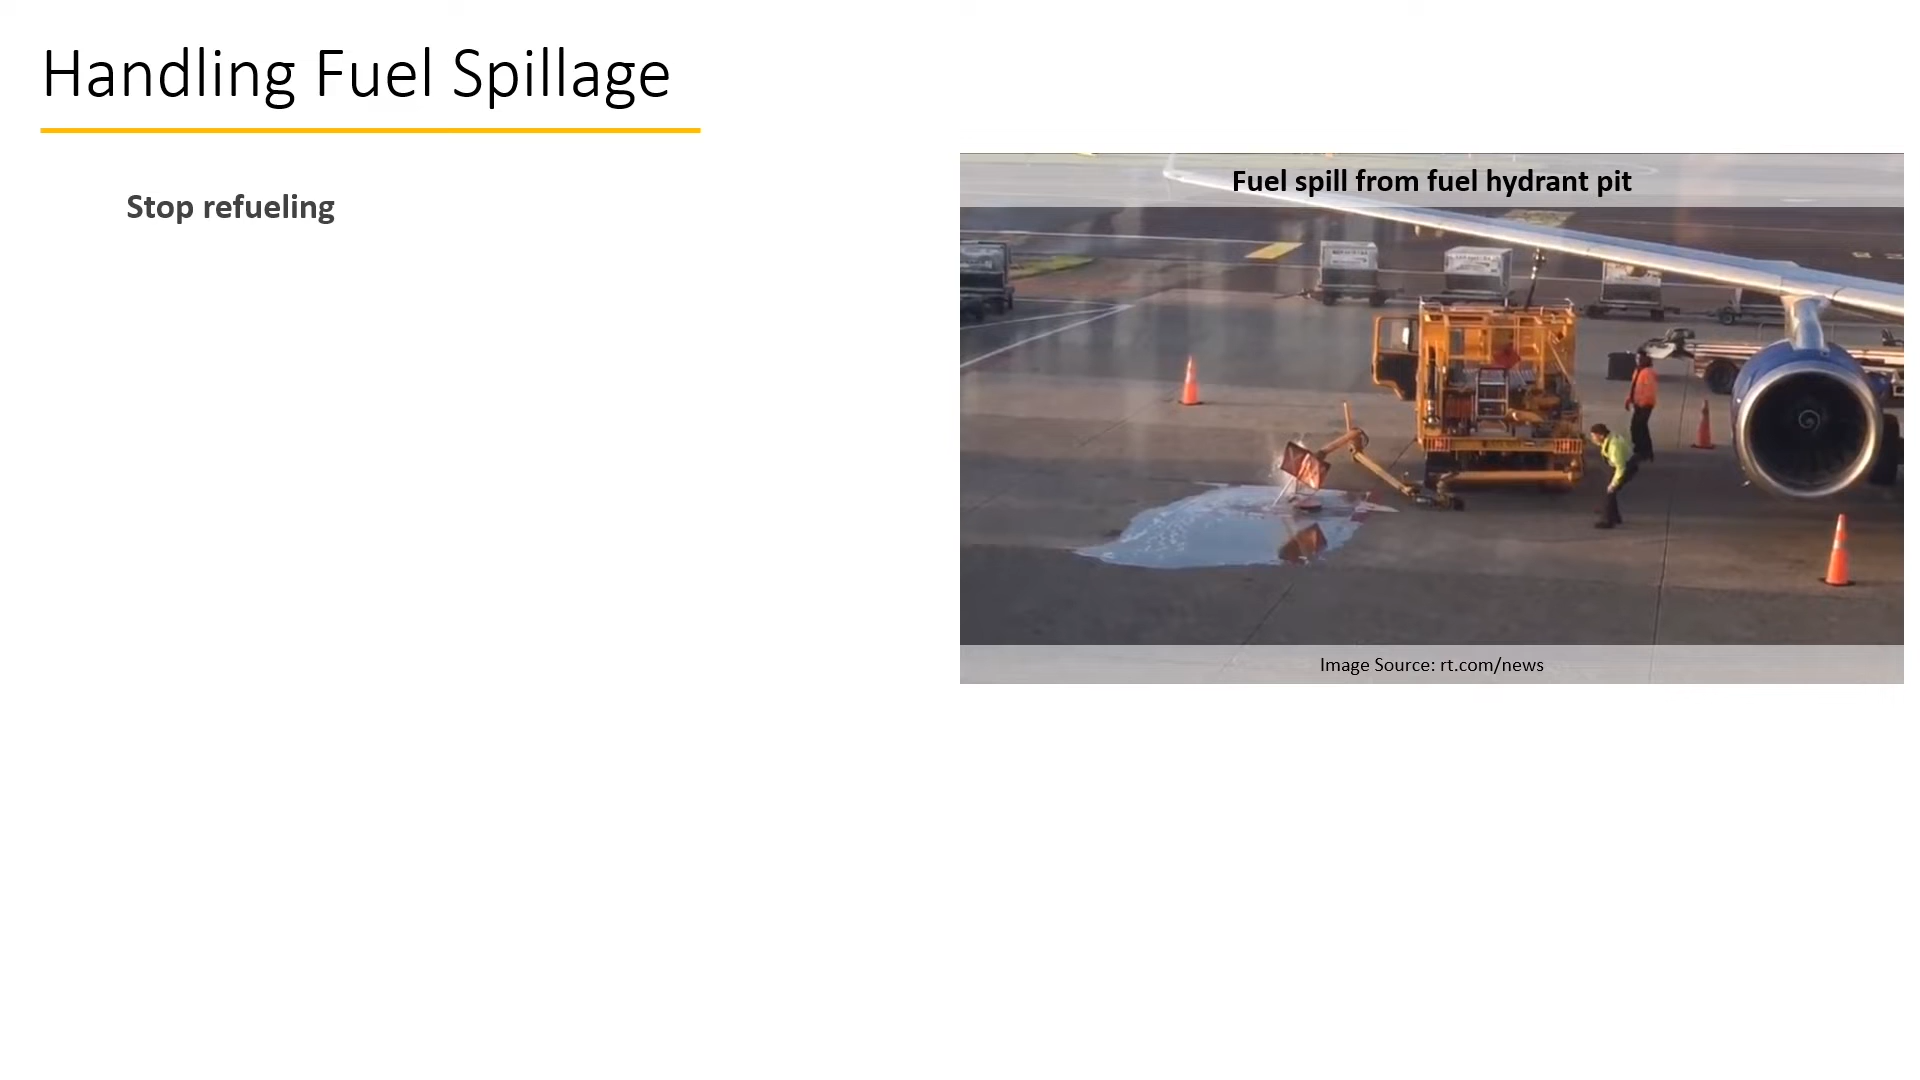 Handling Fuel Spillage
Stop refueling
Fuel spill from fuel hydrant pit
Image Source: rt.com/news